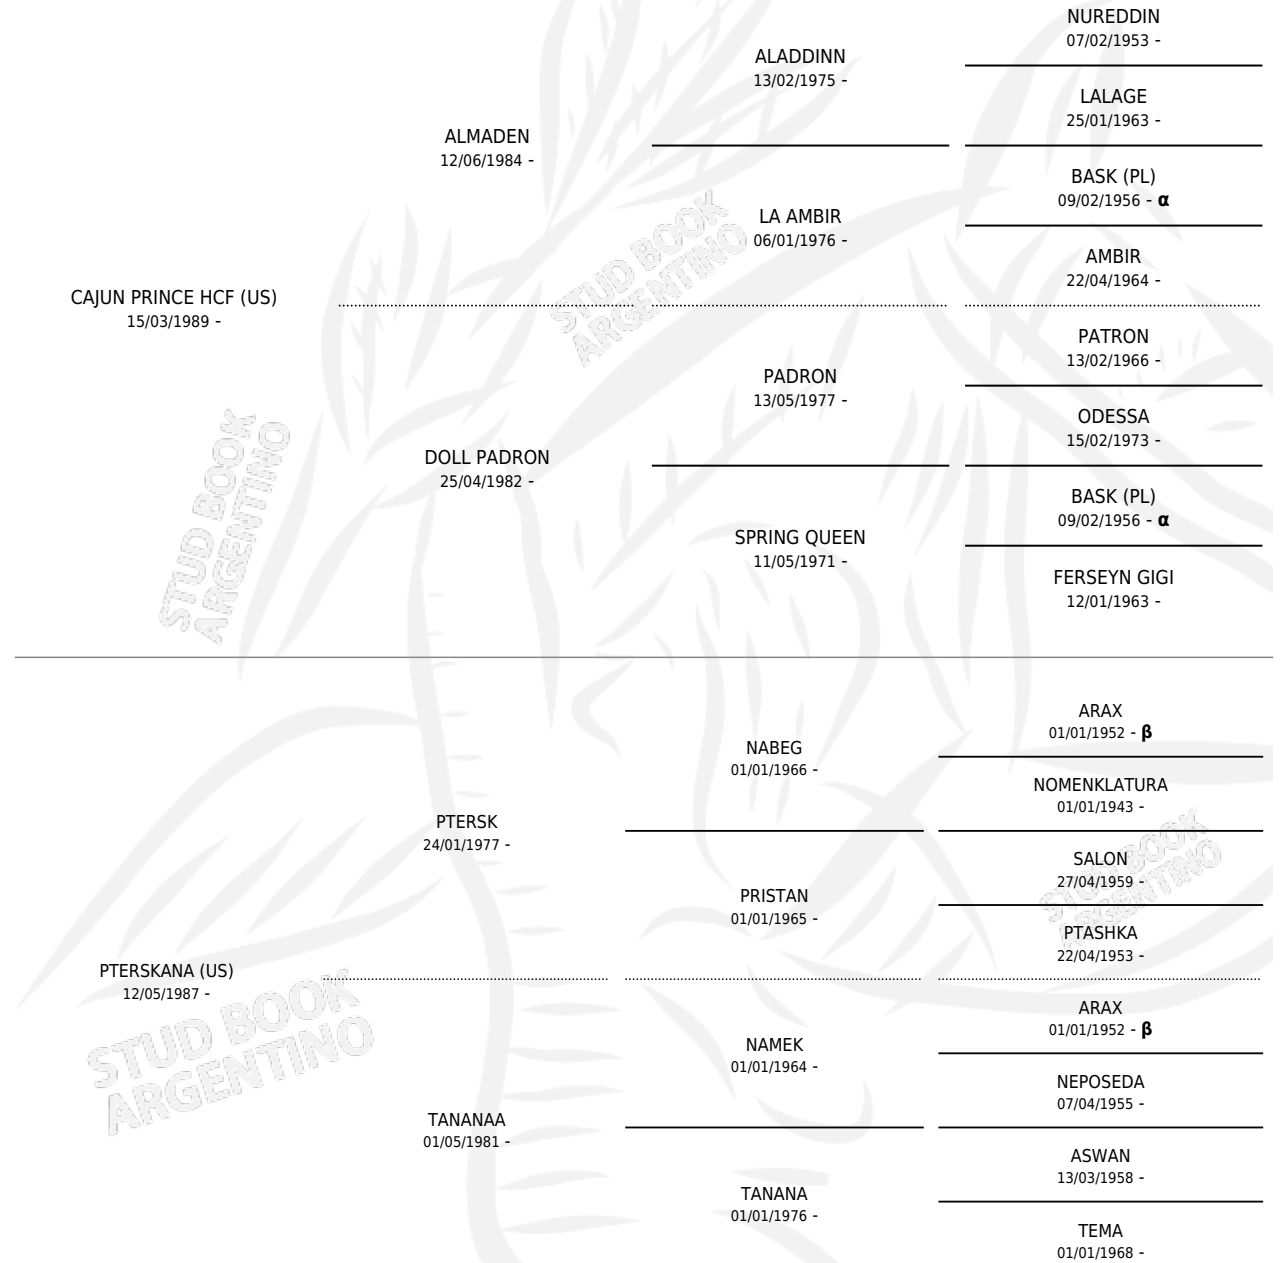 NUREDDIN
07/02/1953 -
ALADDINN
13/02/1975 -
LALAGE
25/01/1963 -
ALMADEN
12/06/1984 -
BASK (PL)
09/02/1956 - α
LA AMBIR
06/01/1976 -
AMBIR
22/04/1964 -
CAJUN PRINCE HCF (US)
15/03/1989 -
PATRON
13/02/1966 -
PADRON
13/05/1977 -
ODESSA
15/02/1973 -
DOLL PADRON
25/04/1982 -
BASK (PL)
09/02/1956 - α
SPRING QUEEN
11/05/1971 -
FERSEYN GIGI
12/01/1963 -
ARAX
01/01/1952 - β
NABEG
01/01/1966 -
NOMENKLATURA
01/01/1943 -
PTERSK
24/01/1977 -
SALON
27/04/1959 -
PRISTAN
01/01/1965 -
PTASHKA
22/04/1953 -
PTERSKANA (US)
12/05/1987 -
ARAX
01/01/1952 - β
NAMEK
01/01/1964 -
NEPOSEDA
07/04/1955 -
TANANAA
01/05/1981 -
ASWAN
13/03/1958 -
TANANA
01/01/1976 -
TEMA
01/01/1968 -
STUD BOOK
ARGENTINO
STUD BOOK
ARGENTINO
STUD BOOK
ARGENTINO
STUD BOOK
ARGENTINO